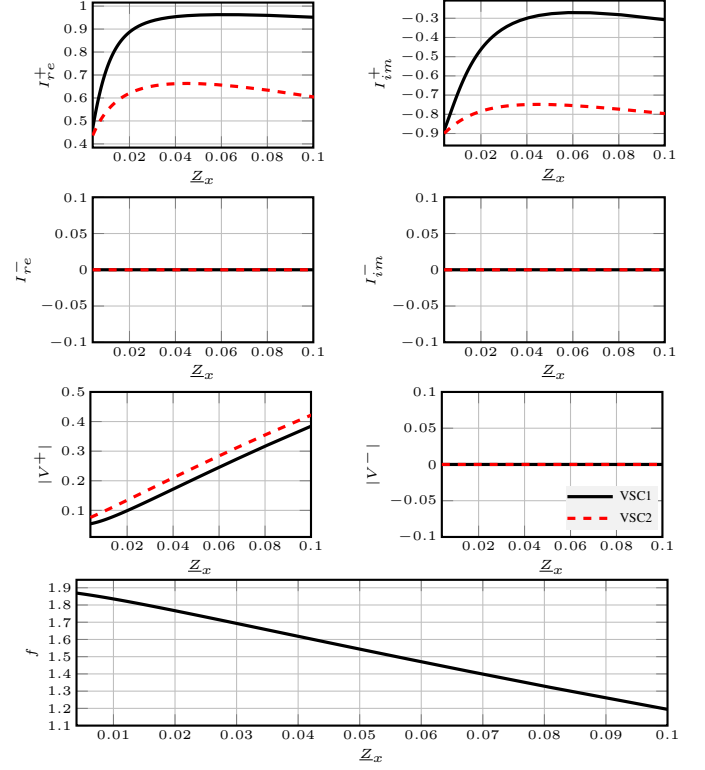 1
0.9
0.8
0.7
0.6
0.5
0.4
I^+_{re}
0.02 0.04 0.06 0.08 0.1
Z_x
−0.3
−0.4
−0.5
−0.6
−0.7
−0.8
−0.9
I^+_{im}
0.02 0.04 0.06 0.08 0.1
Z_x
0.1
0.05
0
−0.05
−0.1
I^-_{re}
0.02 0.04 0.06 0.08 0.1
Z_x
0.1
0.05
0
−0.05
−0.1
I^-_{im}
0.02 0.04 0.06 0.08 0.1
Z_x
0.5
0.4
0.3
0.2
0.1
|V^+|
0.02 0.04 0.06 0.08 0.1
Z_x
0.1
0.05
0
−0.05
−0.1
|V^-|
VSC1
VSC2
0.02 0.04 0.06 0.08 0.1
Z_x
1.9
1.8
1.7
1.6
1.5
1.4
1.3
1.2
1.1
f
0.01 0.02 0.03 0.04 0.05 0.06 0.07 0.08 0.09 0.1
Z_x